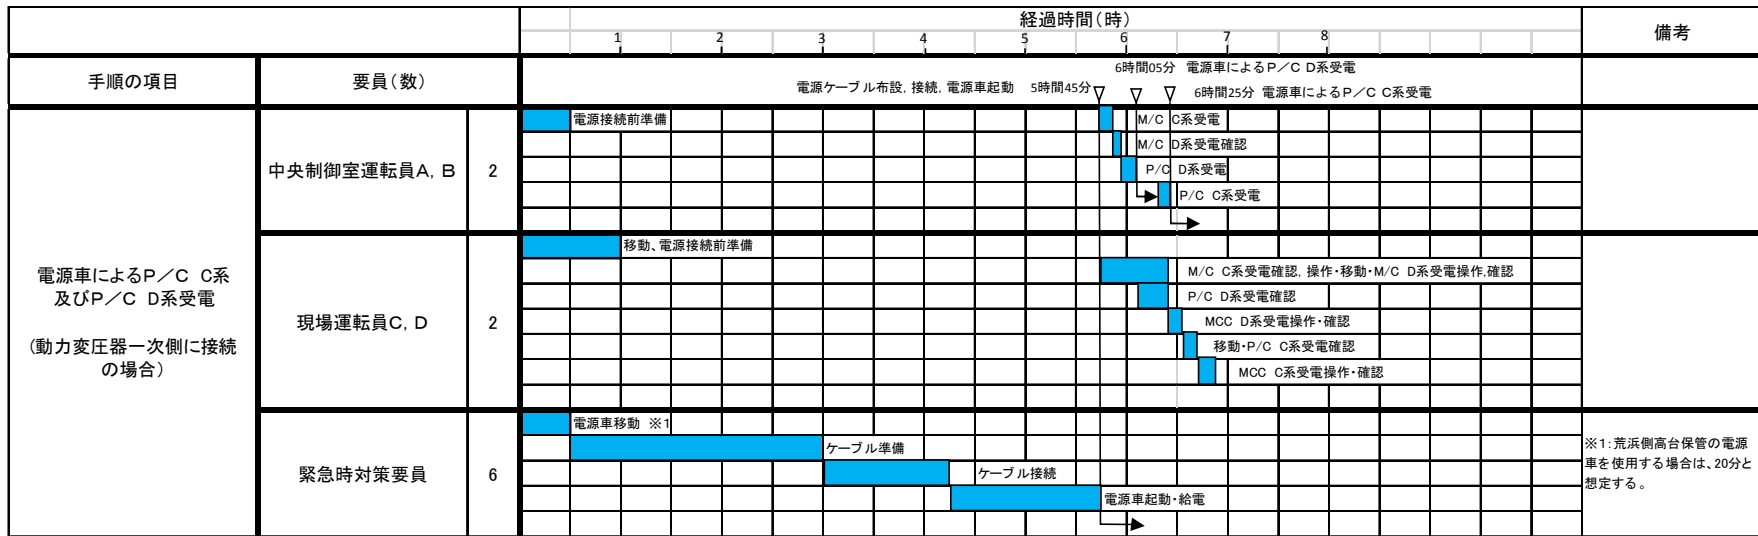 経過時間(時)
備考
1 2 3 4 5 6 7 8
手順の項目
要員(数)
6時間05分 電源車によるP/C D系受電
電源ケーブル布設, 接続, 電源車起動 5時間45分
6時間25分 電源車によるP/C C系受電
電源車によるP/C C系
及びP/C D系受電
(動力変圧器一次側に接続
の場合)
中央制御室運転員A, B
2
電源接続前準備
M/C C系受電
M/C D系受電確認
P/C D系受電
P/C C系受電
現場運転員C, D
2
移動、電源接続前準備
M/C C系受電確認, 操作・移動・M/C D系受電操作,確認
P/C D系受電確認
MCC D系受電操作・確認
移動・P/C C系受電確認
MCC C系受電操作・確認
緊急時対策要員
6
電源車移動 ※1
ケーブル準備
ケーブル接続
電源車起動・給電
※1:荒浜側高台保管の電源
車を使用する場合は、20分と
想定する。